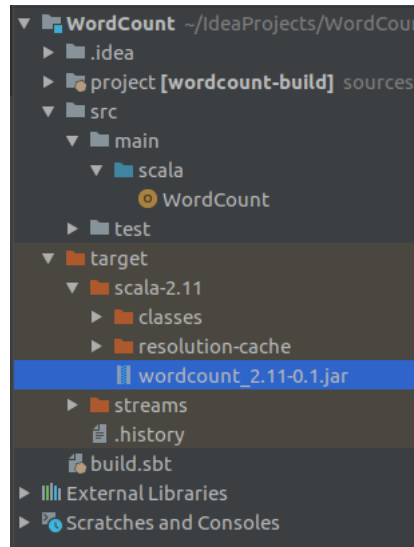 WordCount ~/IdeaProjects/WordCou
.idea
project [wordcount-build] sources
src
main
scala
WordCount
test
target
scala-2.11
classes
resolution-cache
wordcount_2.11-0.1.jar
streams
.history
build.sbt
External Libraries
Scratches and Consoles